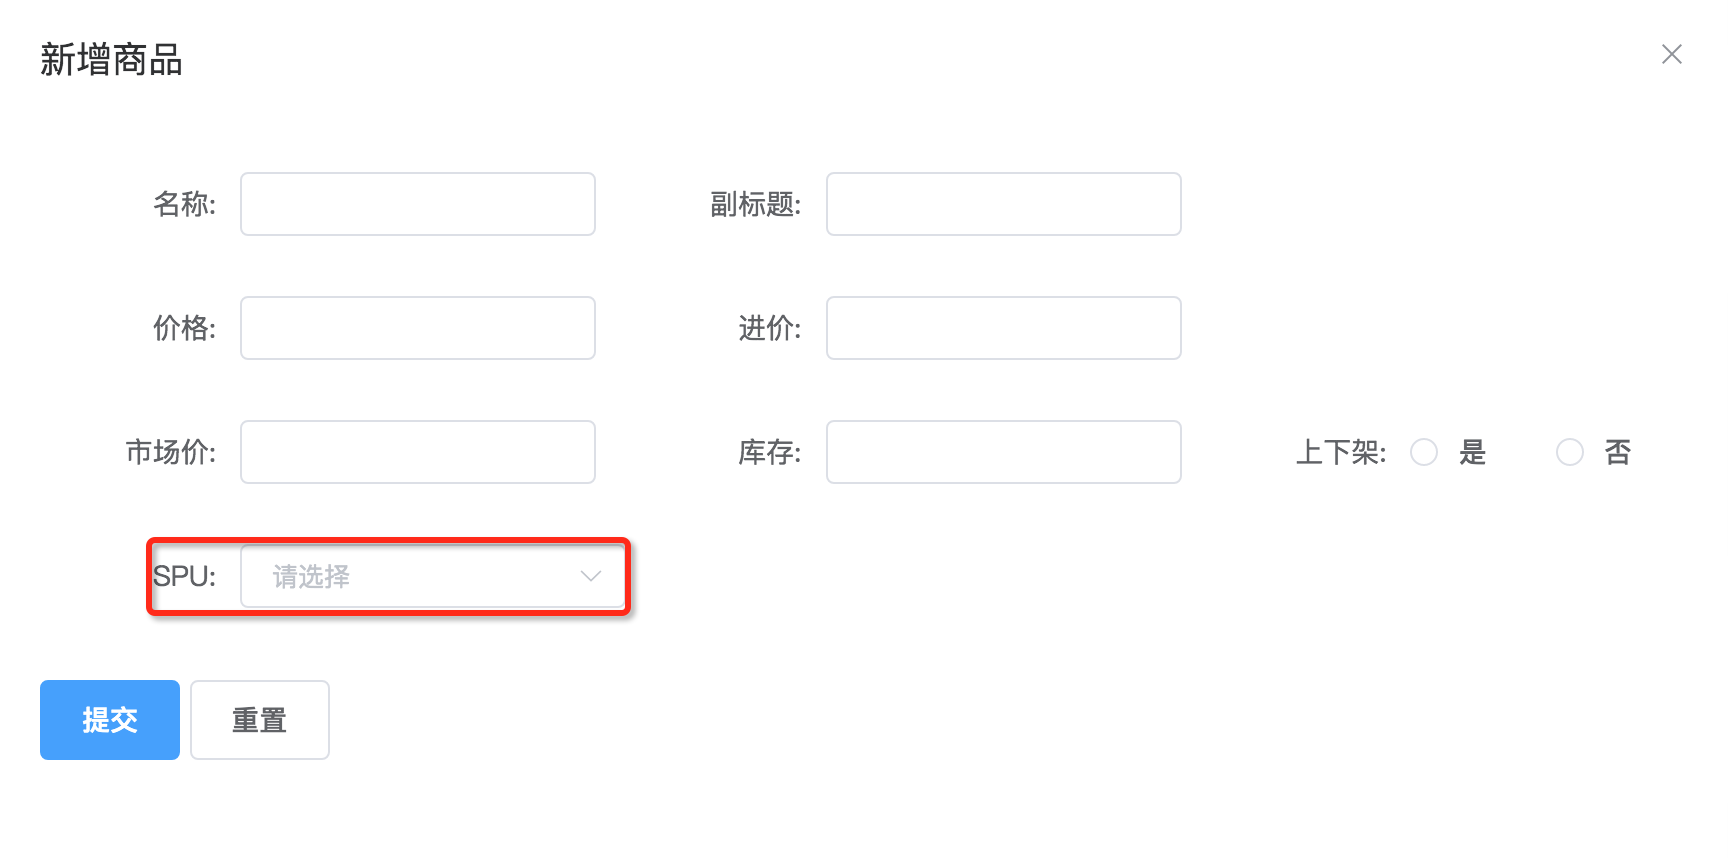 新增商品
名称: 副标题:
价格: 进价:
市场价: 库存: 上下架: 是 否
SPU: 请选择
提交 重置